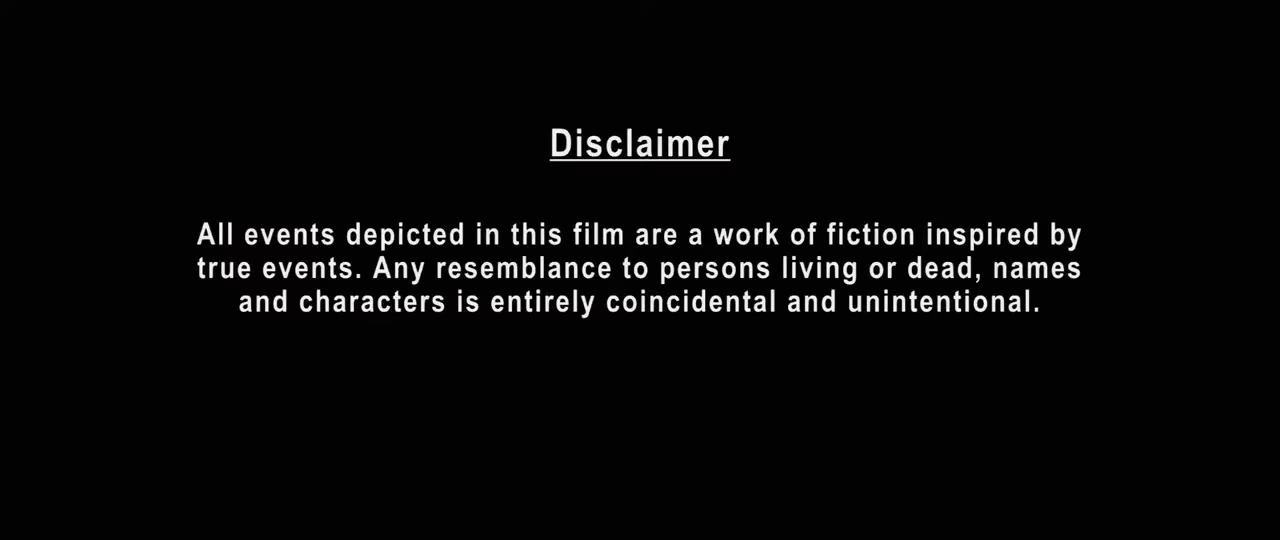 Disclaimer
All events depicted in this film are a work of fiction inspired by
true events. Any resemblance to persons living or dead, names
and characters is entirely coincidental and unintentional.